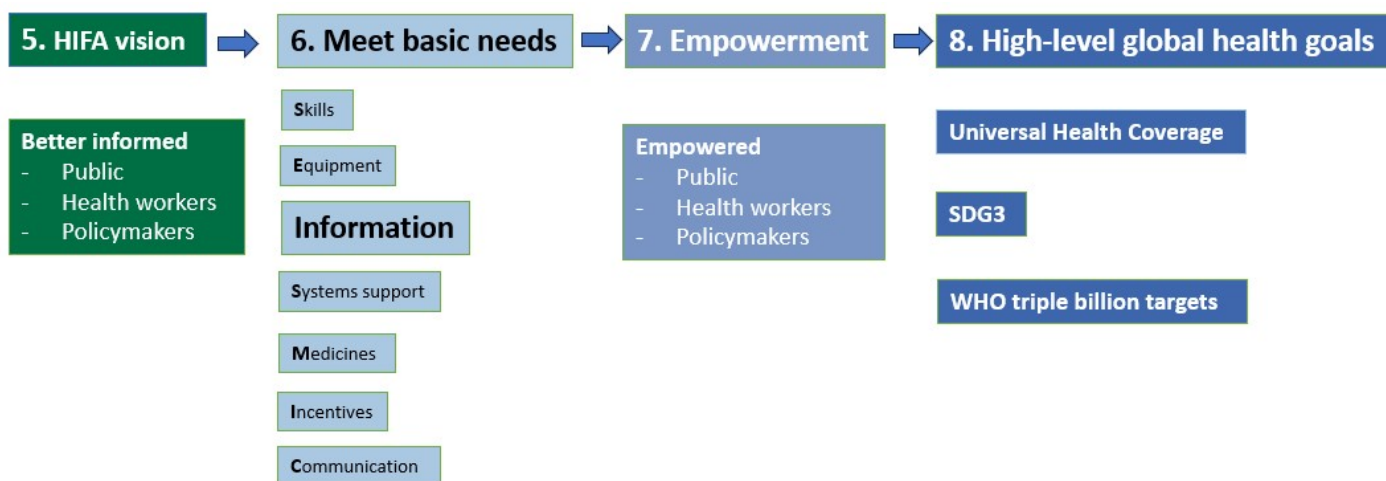 5. HIFA vision
6. Meet basic needs
7. Empowerment
8. High-level global health goals
Better informed
- Public
- Health workers
- Policymakers
Skills
Equipment
Information
Systems support
Medicines
Incentives
Communication
Empowered
- Public
- Health workers
- Policymakers
Universal Health Coverage
SDG3
WHO triple billion targets